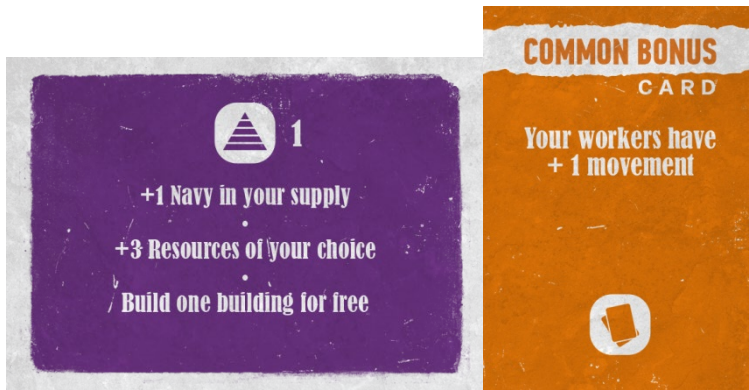 1
+1 Navy in your supply
•
+3 Resources of your choice
•
Build one building for free
COMMON BONUS
CARD
Your workers have
+ 1 movement